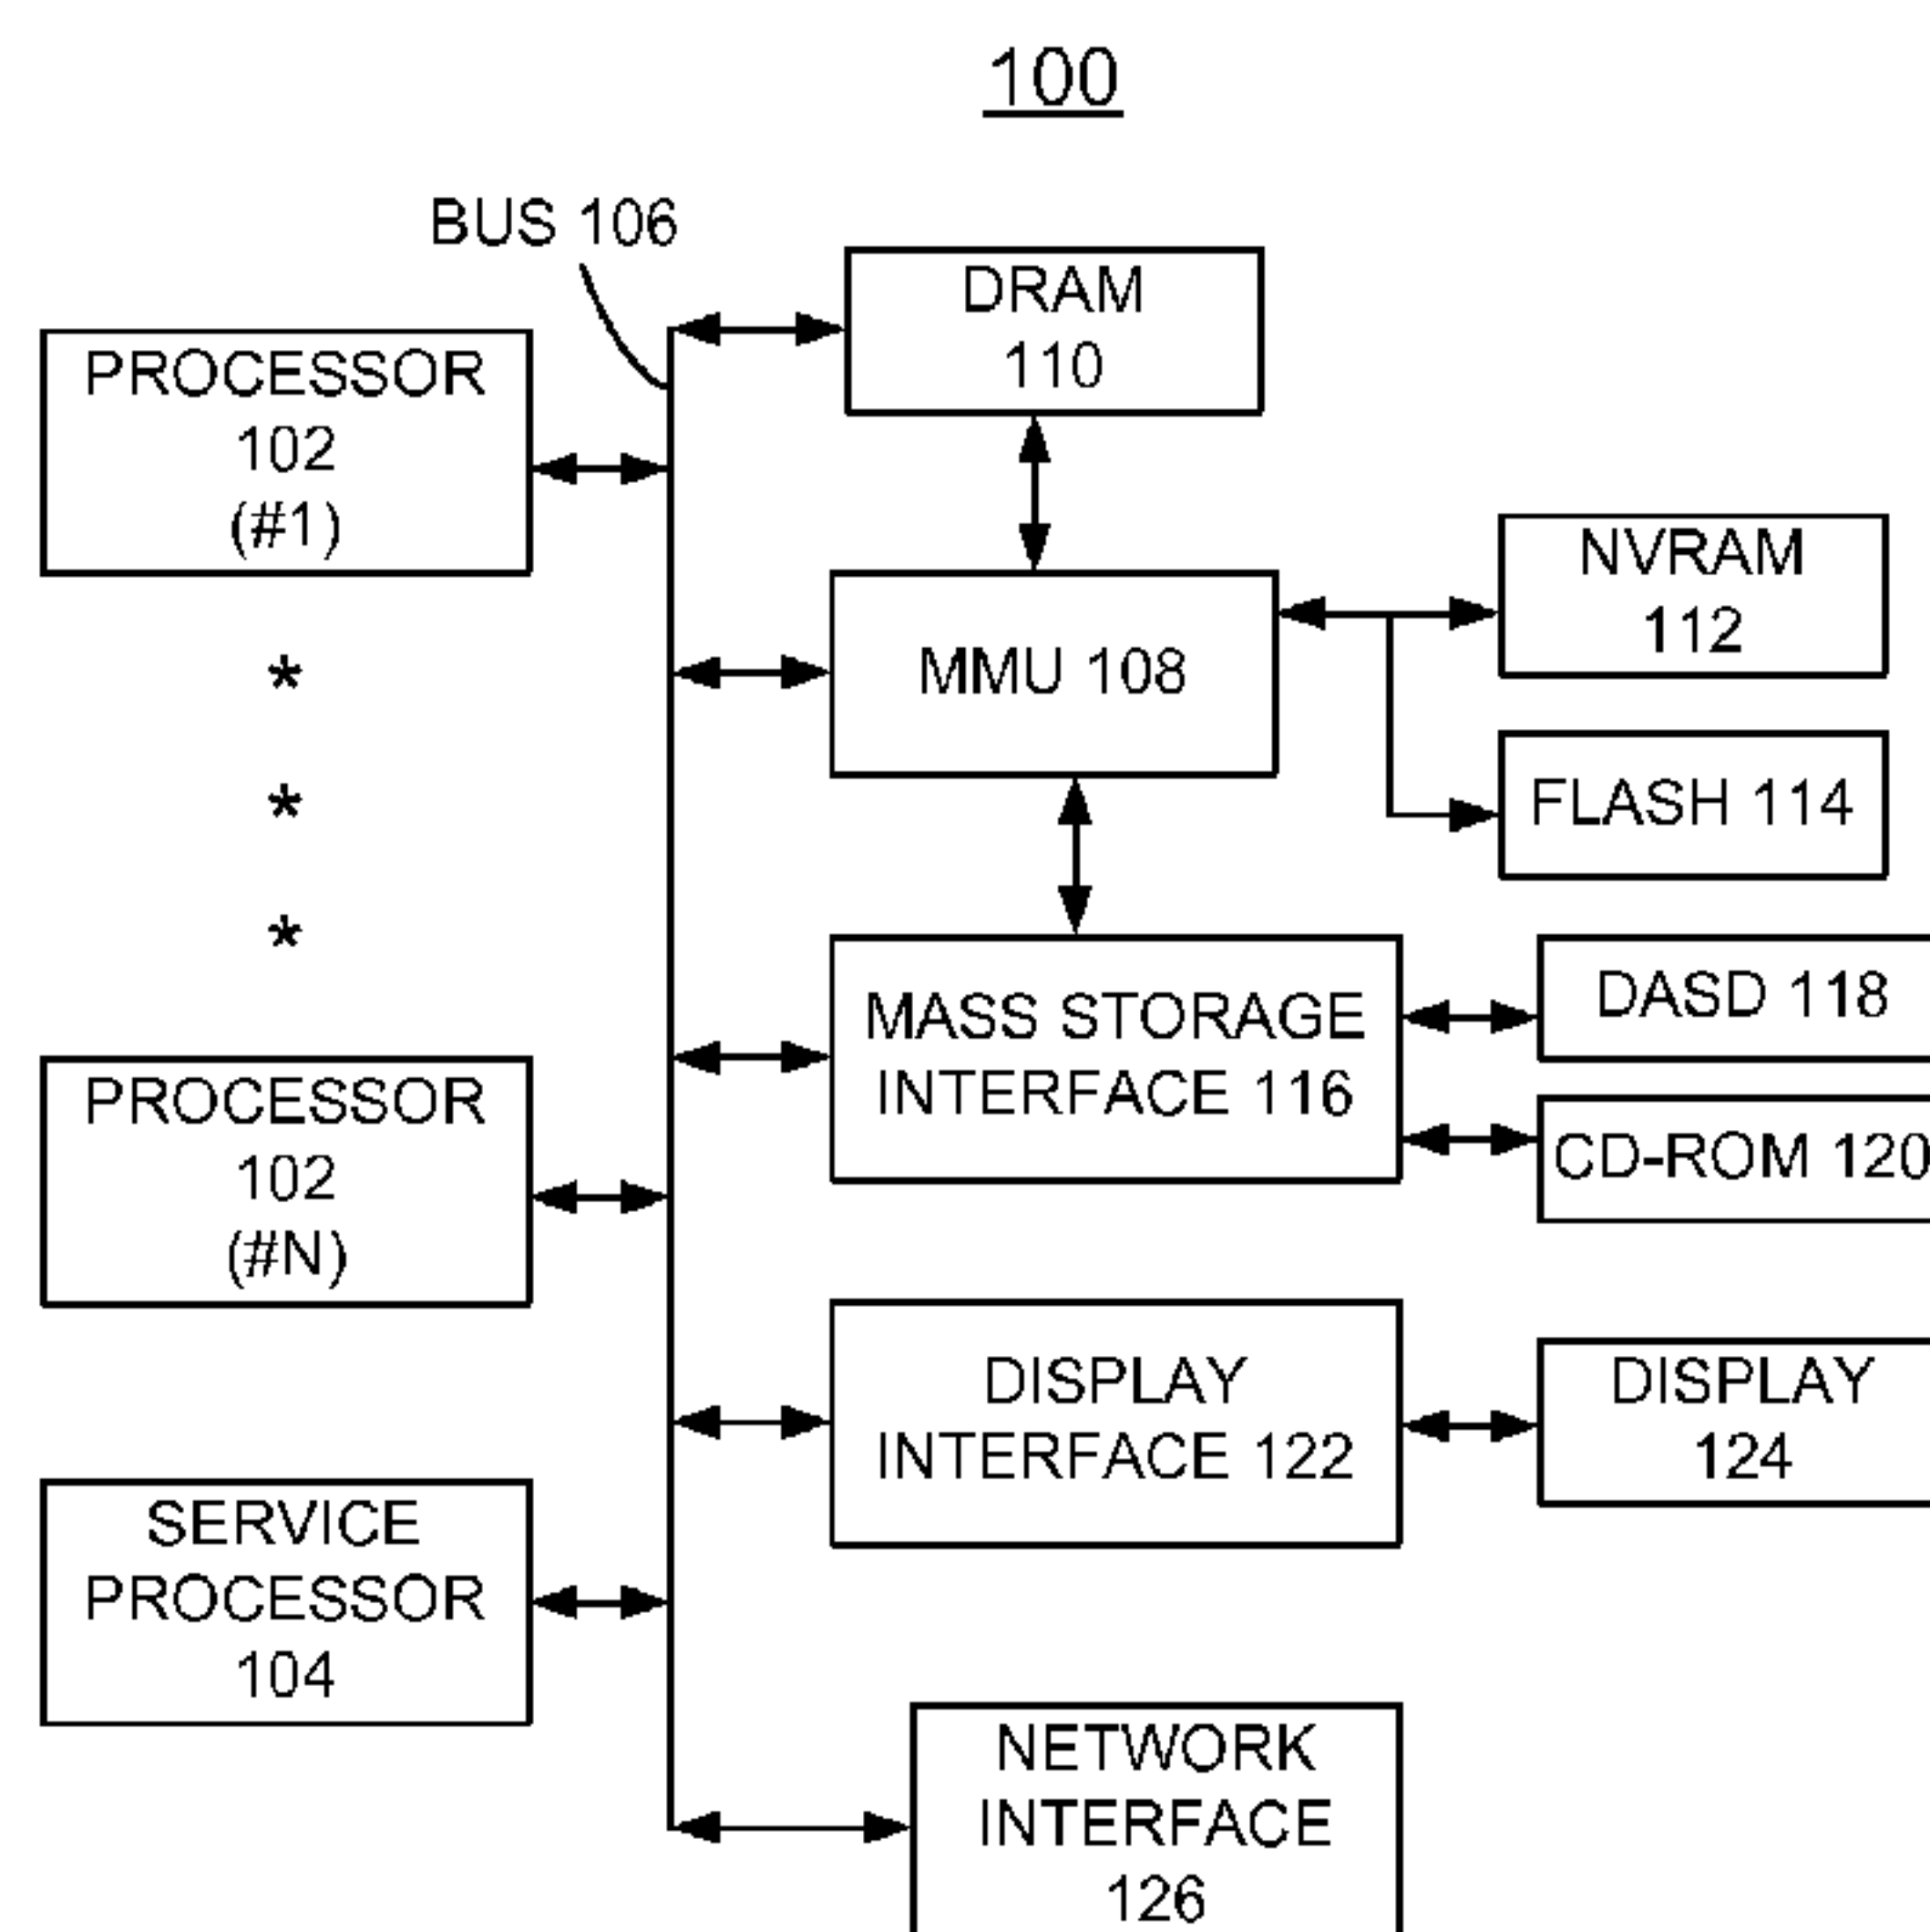 100
BUS 106
DRAM
110
PROCESSOR
102
(#1)
NVRAM
112
MMU 108
*
FLASH 114
*
*
MASS STORAGE
INTERFACE 116
DASD 118
CD-ROM 120
PROCESSOR
102
(#N)
DISPLAY
INTERFACE 122
DISPLAY
124
SERVICE
PROCESSOR
104
NETWORK
INTERFACE
126